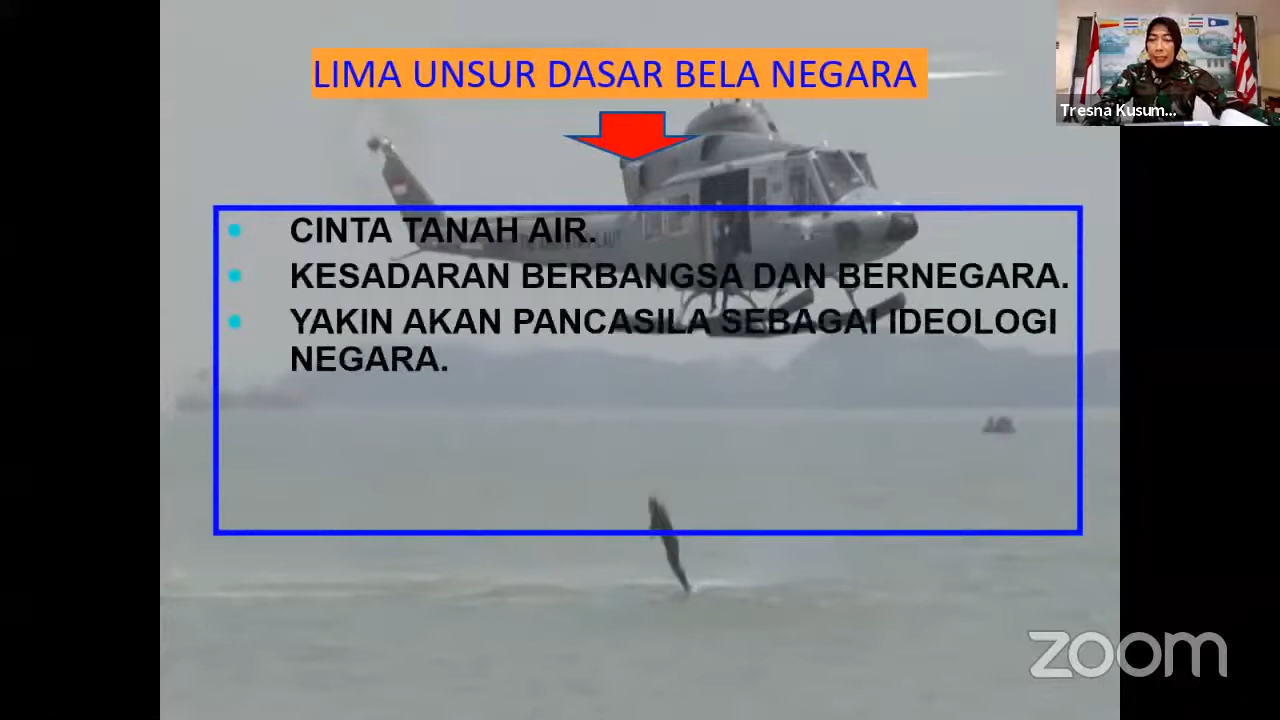 LIMA UNSUR DASAR BELA NEGARA
Tresna Kusum...
• CINTA TANAH AIR.
• KESADARAN BERBANGSA DAN BERNEGARA.
• YAKIN AKAN PANCASILA SEBAGAI IDEOLOGI
NEGARA.
zoom